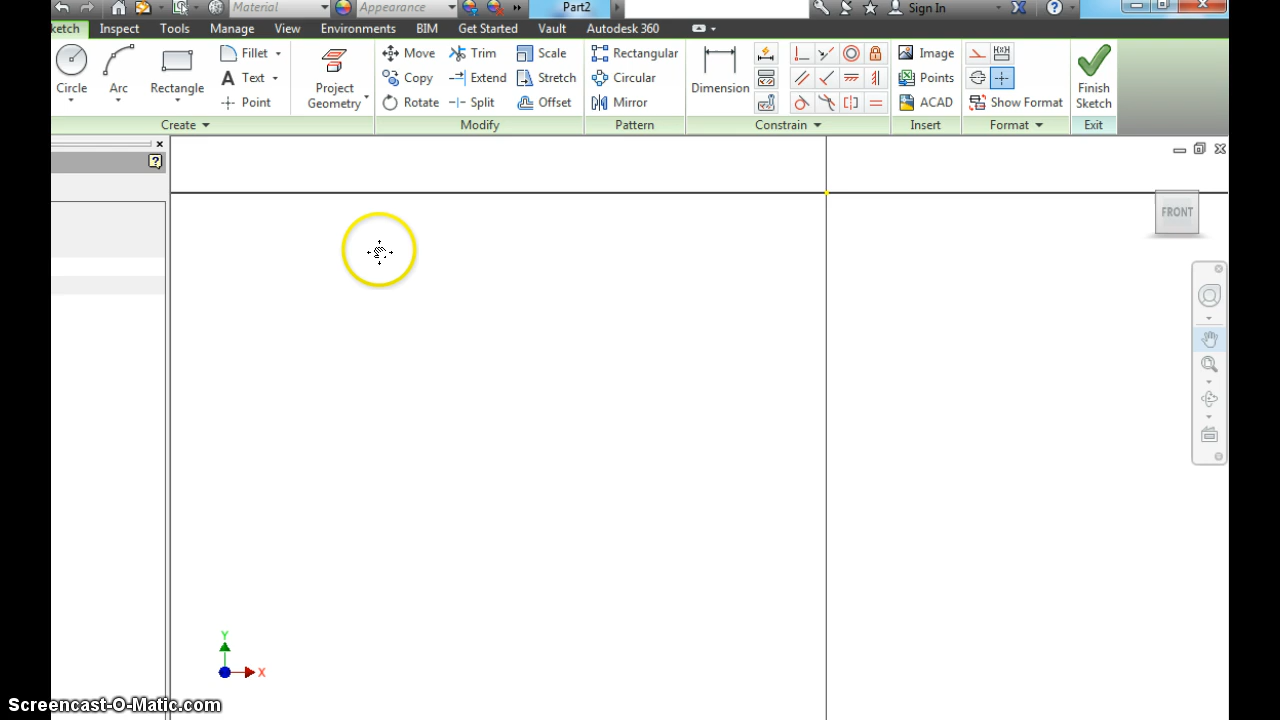 Material Appearance Part2 Sign In
ketch Inspect Tools Manage View Environments BIM Get Started Vault Autodesk 360
Circle Arc Rectangle Fillet Text Point Project Geometry Move Copy Rotate Trim Extend Split Scale Stretch Offset Rectangular Circular Mirror Dimension Image Points ACAD Show Format Finish Sketch
Create Modify Pattern Constrain Insert Format Exit
FRONT
Y
X
Screencast-O-Matic.com